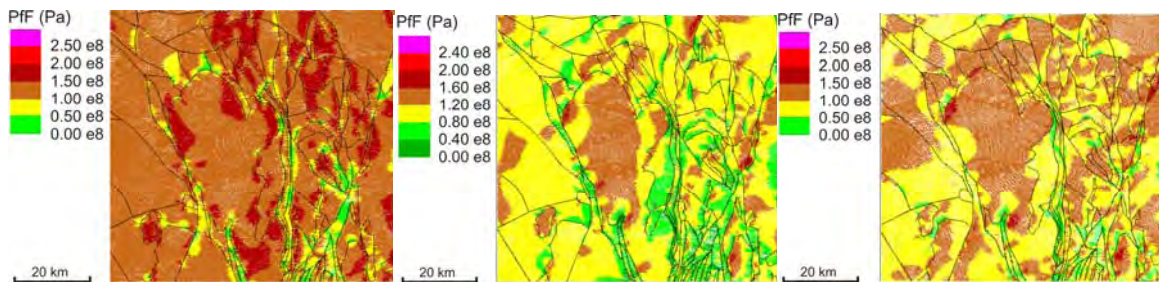 PfF (Pa)
2.50 e8
2.00 e8
1.50 e8
1.00 e8
0.50 e8
0.00 e8
20 km
PfF (Pa)
2.40 e8
2.00 e8
1.60 e8
1.20 e8
0.80 e8
0.40 e8
0.00 e8
20 km
PfF (Pa)
2.50 e8
2.00 e8
1.50 e8
1.00 e8
0.50 e8
0.00 e8
20 km